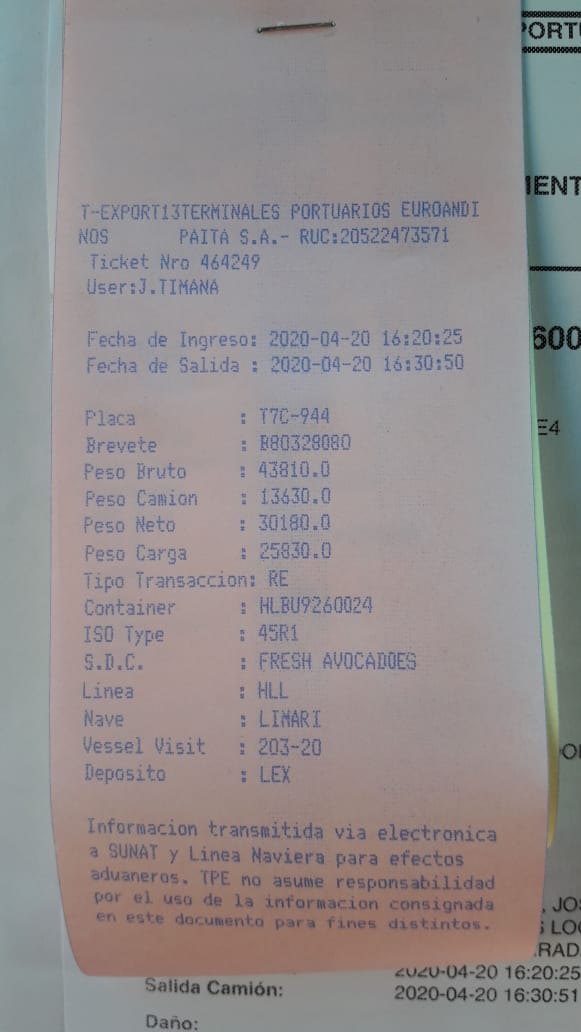 T-EXPORT13TERMINALES PORTUARIOS EUROANDI
NOS PAITA S.A.- RUC:20522473571
Ticket Nro 464249
User:J.TIMANA
Fecha de Ingreso: 2020-04-20 16:20:25
Fecha de Salida : 2020-04-20 16:30:50
Placa : T7C-944
Brevete : B80328080
Peso Bruto : 43810.0
Peso Camion : 13630.0
Peso Neto : 30180.0
Peso Carga : 25830.0
Tipo Transaccion: RE
Container : HLBU9260024
ISO Type : 45R1
S.D.C. : FRESH AVOCADOES
Linea : HLL
Nave : LIMARI
Vessel Visit : 203-20
Deposito : LEX
Informacion transmitida via electronica
a SUNAT y Linea Naviera para efectos
aduaneros. TPE no asume responsabilidad
por el uso de la informacion consignada
en este documento para fines distintos.
600
E4
2020-04-20 16:20:25
Salida Camión: 2020-04-20 16:30:51
Daño: